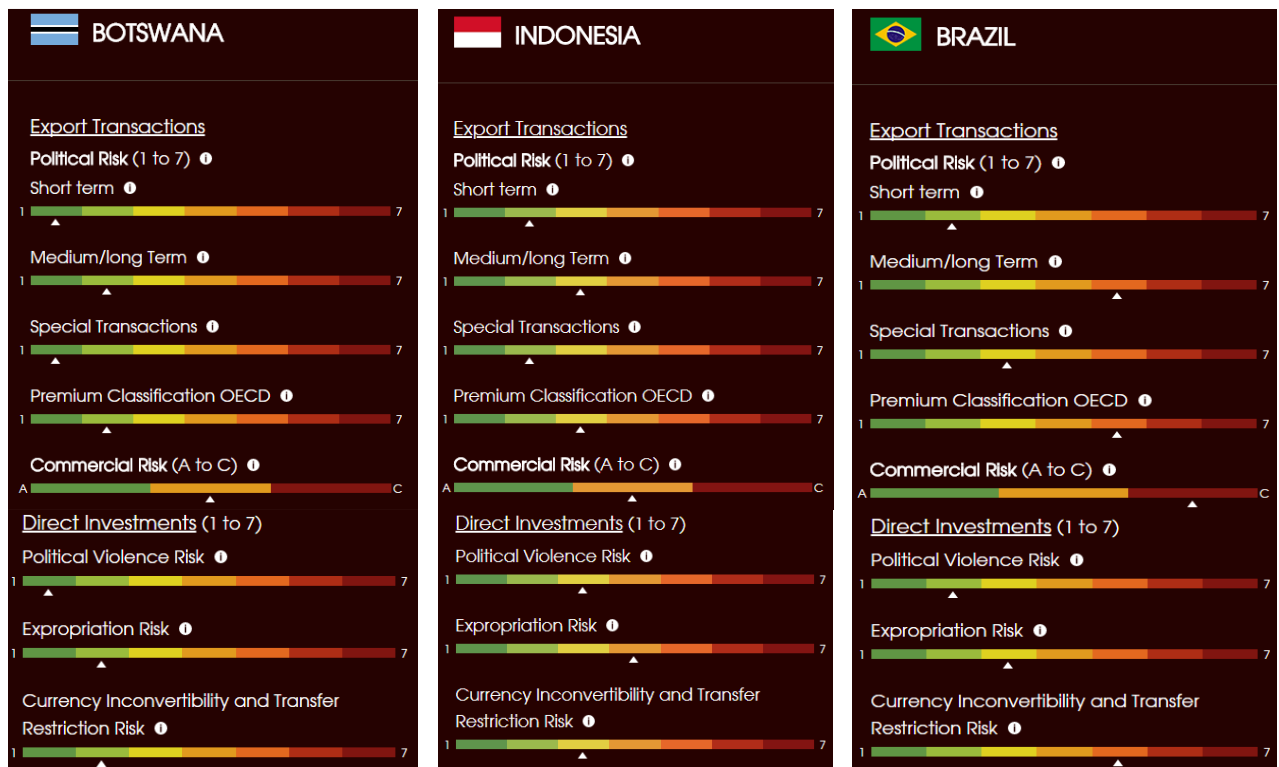 BOTSWANA
Export Transactions
Political Risk (1 to 7) i
Short term i
1 7
Medium/long Term i
1 7
Special Transactions i
1 7
Premium Classification OECD i
1 7
Commercial Risk (A to C) i
A C
Direct Investments (1 to 7)
Political Violence Risk i
1 7
Expropriation Risk i
1 7
Currency Inconvertibility and Transfer
Restriction Risk i
1 7
INDONESIA
Export Transactions
Political Risk (1 to 7) i
Short term i
1 7
Medium/long Term i
1 7
Special Transactions i
1 7
Premium Classification OECD i
1 7
Commercial Risk (A to C) i
A C
Direct Investments (1 to 7)
Political Violence Risk i
1 7
Expropriation Risk i
1 7
Currency Inconvertibility and Transfer
Restriction Risk i
1 7
BRAZIL
Export Transactions
Political Risk (1 to 7) i
Short term i
1 7
Medium/long Term i
1 7
Special Transactions i
1 7
Premium Classification OECD i
1 7
Commercial Risk (A to C) i
A C
Direct Investments (1 to 7)
Political Violence Risk i
1 7
Expropriation Risk i
1 7
Currency Inconvertibility and Transfer
Restriction Risk i
1 7